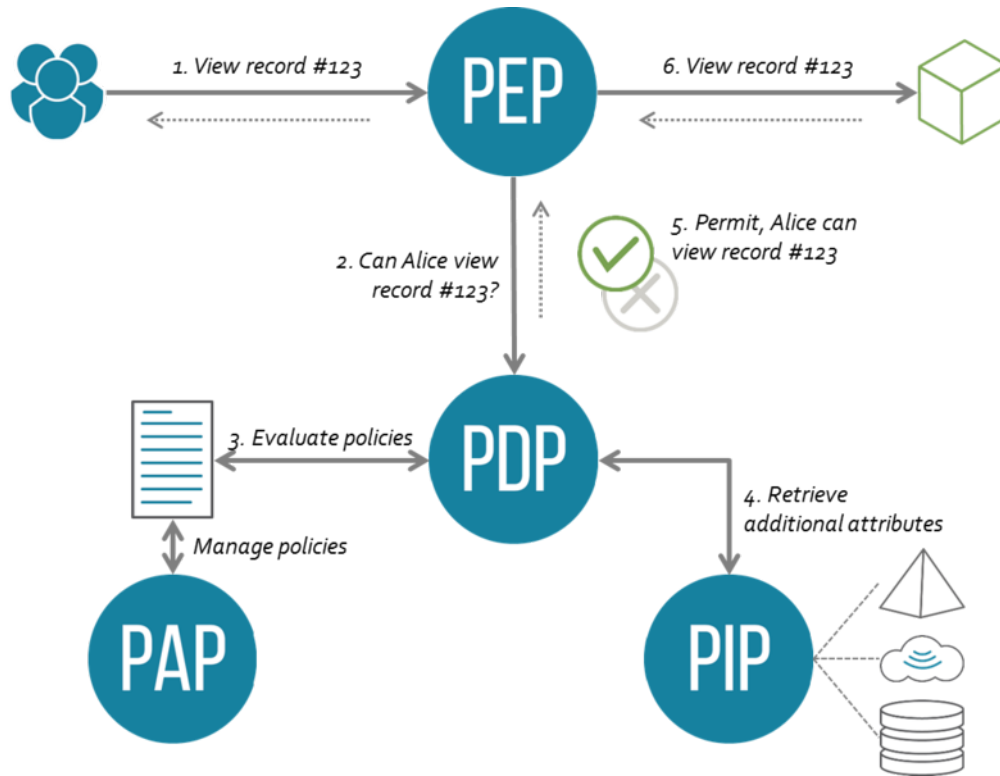 1. View record #123
PEP
6. View record #123
2. Can Alice view
record #123?
5. Permit, Alice can
view record #123
3. Evaluate policies
PDP
4. Retrieve
additional attributes
Manage policies
PAP
PIP